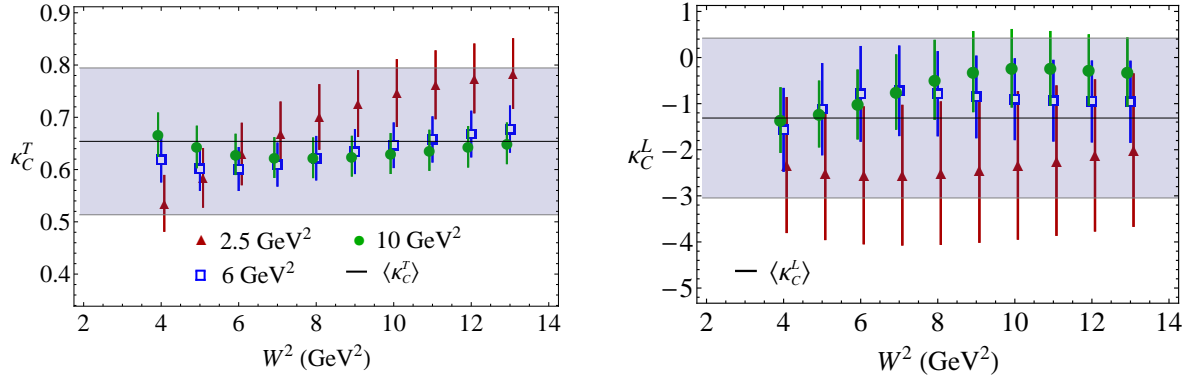 0.9
0.8
0.7
0.6
0.5
0.4
κ_C^T
2.5 GeV²
10 GeV²
6 GeV²
⟨κ_C^T⟩
2 4 6 8 10 12 14
W² (GeV²)
1
0
−1
−2
−3
−4
−5
κ_C^L
⟨κ_C^L⟩
2 4 6 8 10 12 14
W² (GeV²)